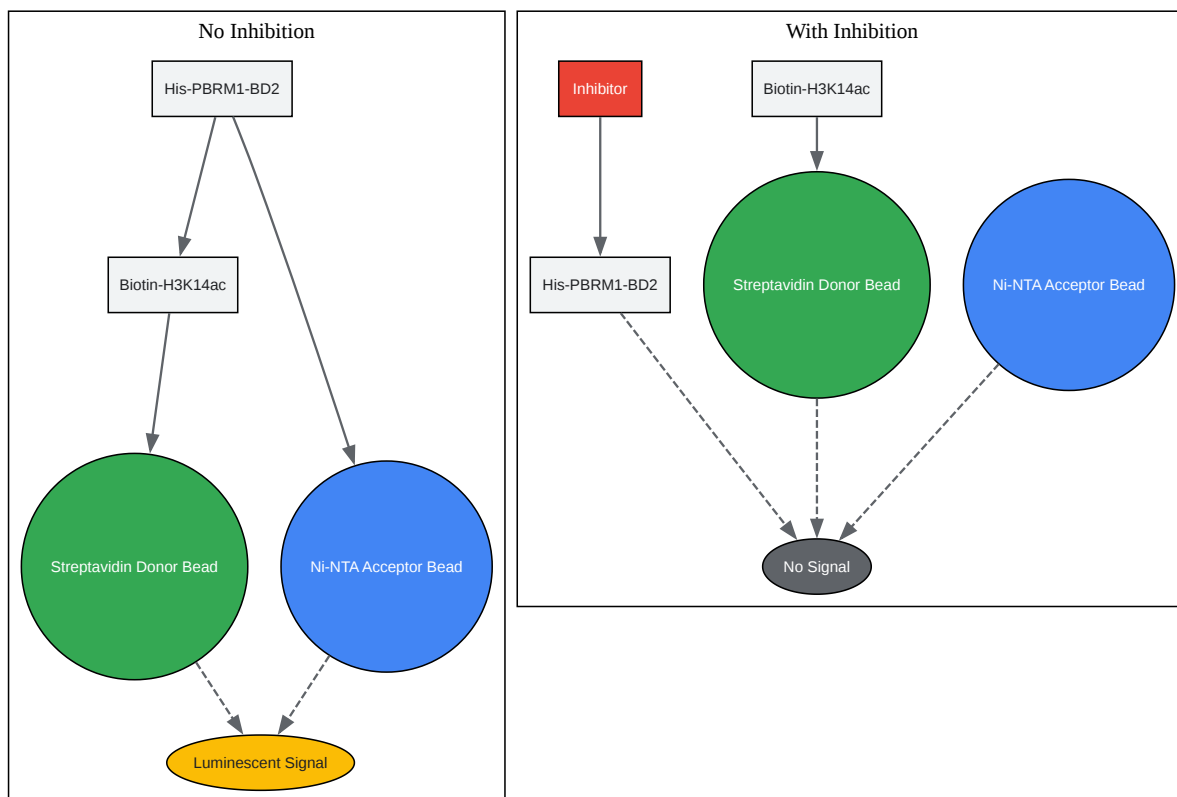 No Inhibition
His-PBRM1-BD2
Biotin-H3K14ac
Streptavidin Donor Bead
Ni-NTA Acceptor Bead
Luminescent Signal
With Inhibition
Inhibitor
Biotin-H3K14ac
His-PBRM1-BD2
Streptavidin Donor Bead
Ni-NTA Acceptor Bead
No Signal